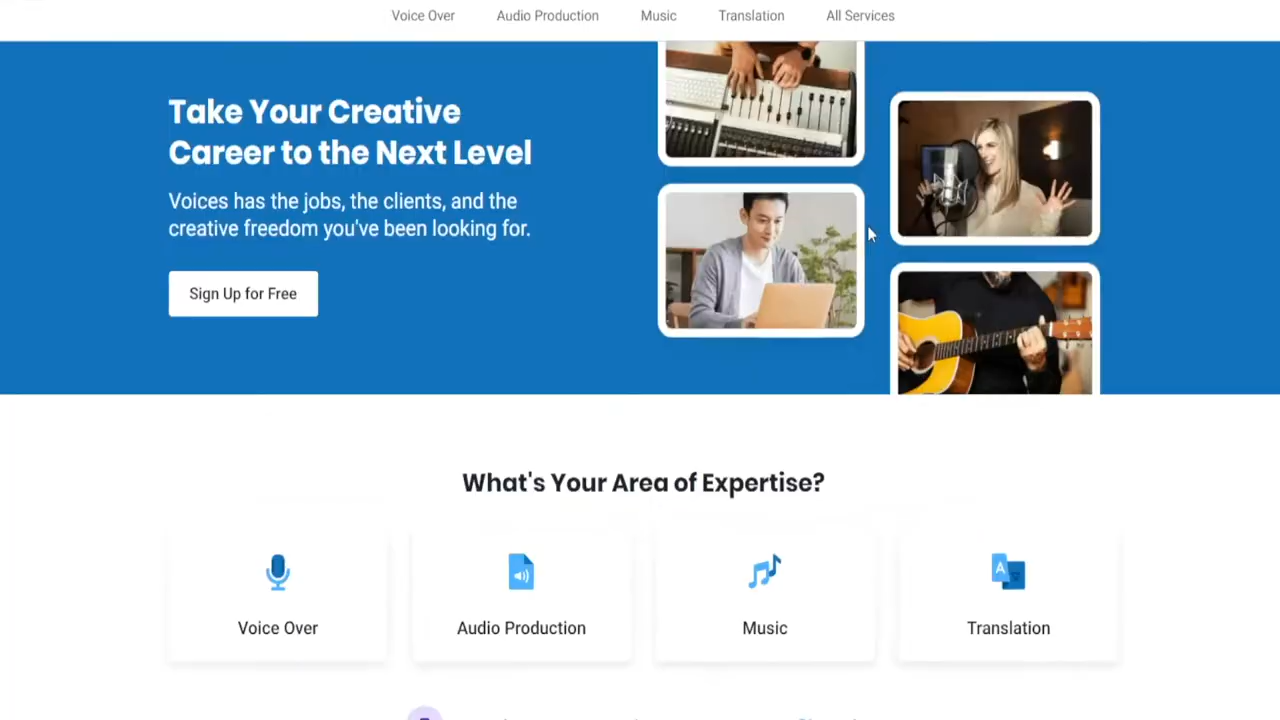 Voice Over
Audio Production
Music
Translation
All Services
Take Your Creative
Career to the Next Level
Voices has the jobs, the clients, and the
creative freedom you've been looking for.
Sign Up for Free
What's Your Area of Expertise?
Voice Over
Audio Production
Music
Translation